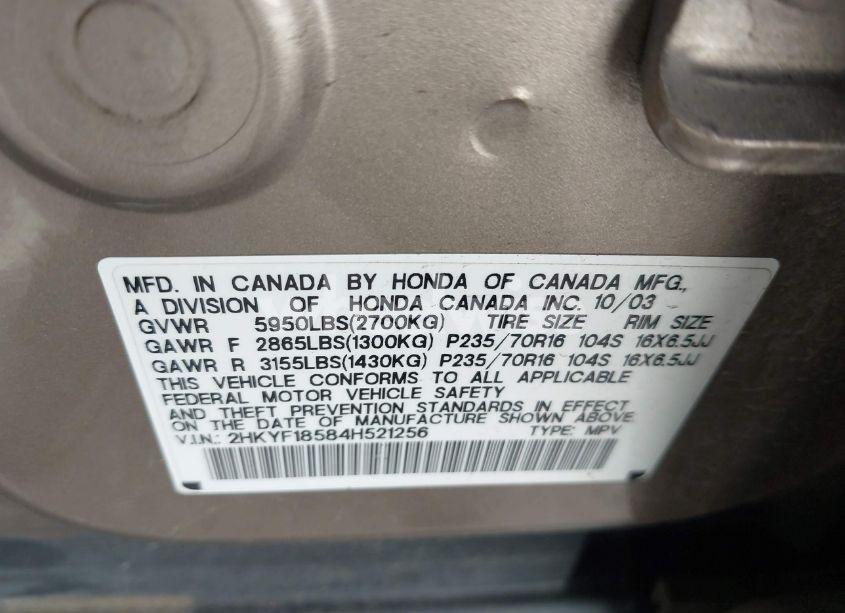 MFD. IN CANADA BY HONDA OF CANADA MFG.,
A DIVISION OF HONDA CANADA INC. 10/03
GVWR 5950LBS(2700KG) TIRE SIZE RIM SIZE
GAWR F 2865LBS(1300KG) P235/70R16 104S 16X6.5JJ
GAWR R 3155LBS(1430KG) P235/70R16 104S 16X6.5JJ
THIS VEHICLE CONFORMS TO ALL APPLICABLE
FEDERAL MOTOR VEHICLE SAFETY
AND THEFT PREVENTION STANDARDS IN EFFECT
ON THE DATE OF MANUFACTURE SHOWN ABOVE.
V.I.N.: 2HKYF18584H521256 TYPE: MPV